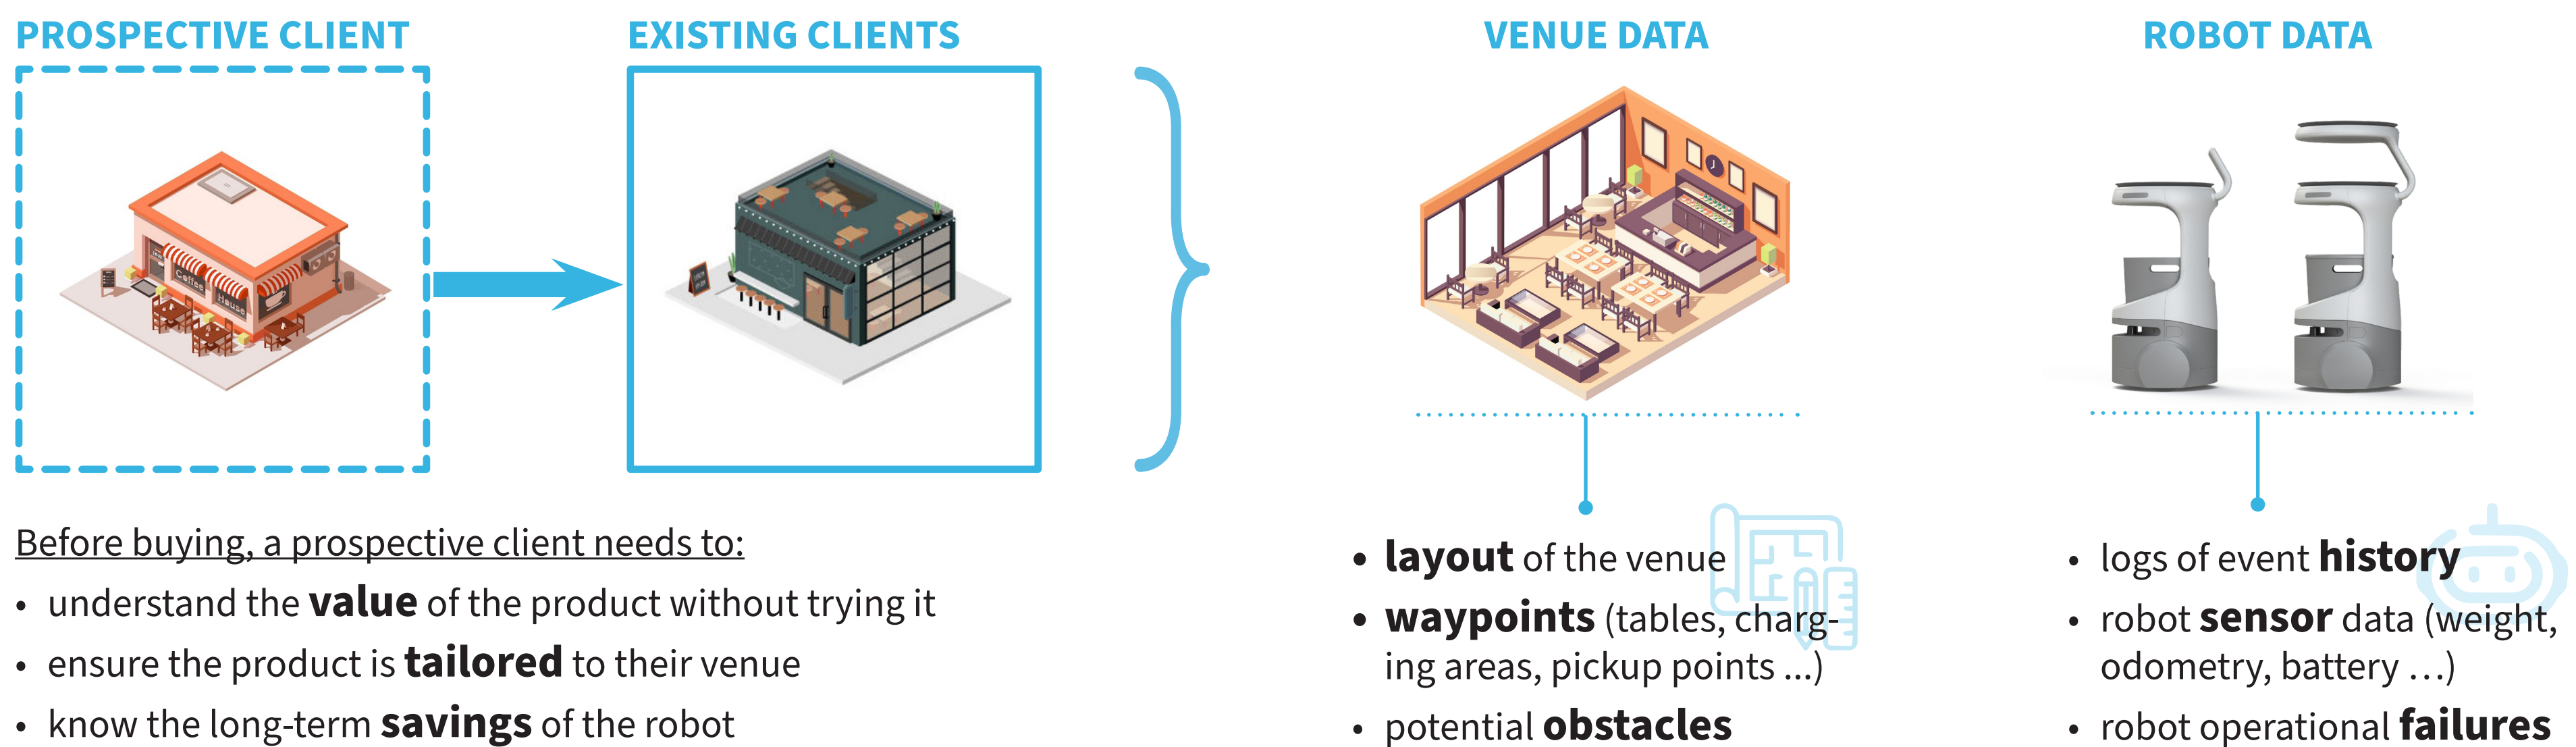 PROSPECTIVE CLIENT
EXISTING CLIENTS
VENUE DATA
ROBOT DATA
Coffee
House
Before buying, a prospective client needs to:
• understand the value of the product without trying it
• ensure the product is tailored to their venue
• know the long-term savings of the robot
• layout of the venue
• waypoints (tables, charg-
ing areas, pickup points ...)
• potential obstacles
• logs of event history
• robot sensor data (weight,
odometry, battery …)
• robot operational failures